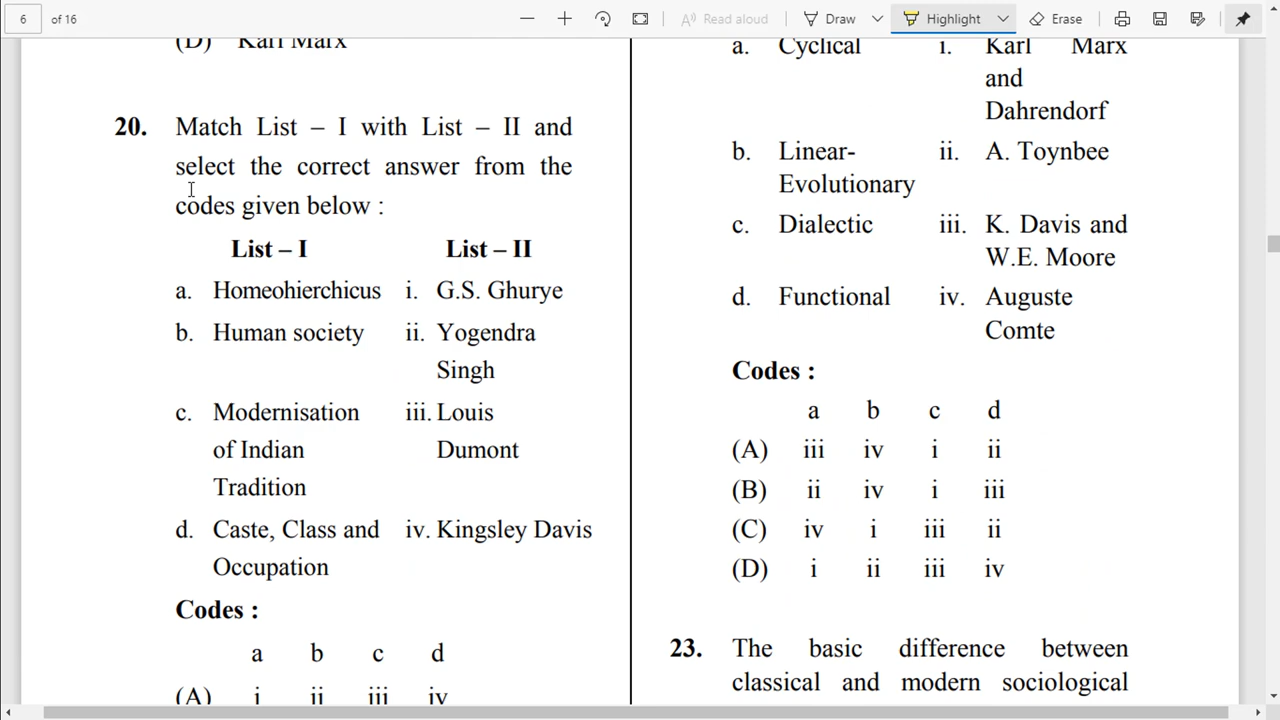 6 of 16
Read aloud
Draw
Highlight
Erase
(D) Karl Marx
20. Match List – I with List – II and
select the correct answer from the
codes given below :
List – I List – II
a. Homeohierchicus i. G.S. Ghurye
b. Human society ii. Yogendra
Singh
c. Modernisation iii. Louis
of Indian Dumont
Tradition
d. Caste, Class and iv. Kingsley Davis
Occupation
Codes :
a b c d
(A) i ii iii iv
a. Cyclical i. Karl Marx
and
Dahrendorf
b. Linear- ii. A. Toynbee
Evolutionary
c. Dialectic iii. K. Davis and
W.E. Moore
d. Functional iv. Auguste
Comte
Codes :
a b c d
(A) iii iv i ii
(B) ii iv i iii
(C) iv i iii ii
(D) i ii iii iv
23. The basic difference between
classical and modern sociological